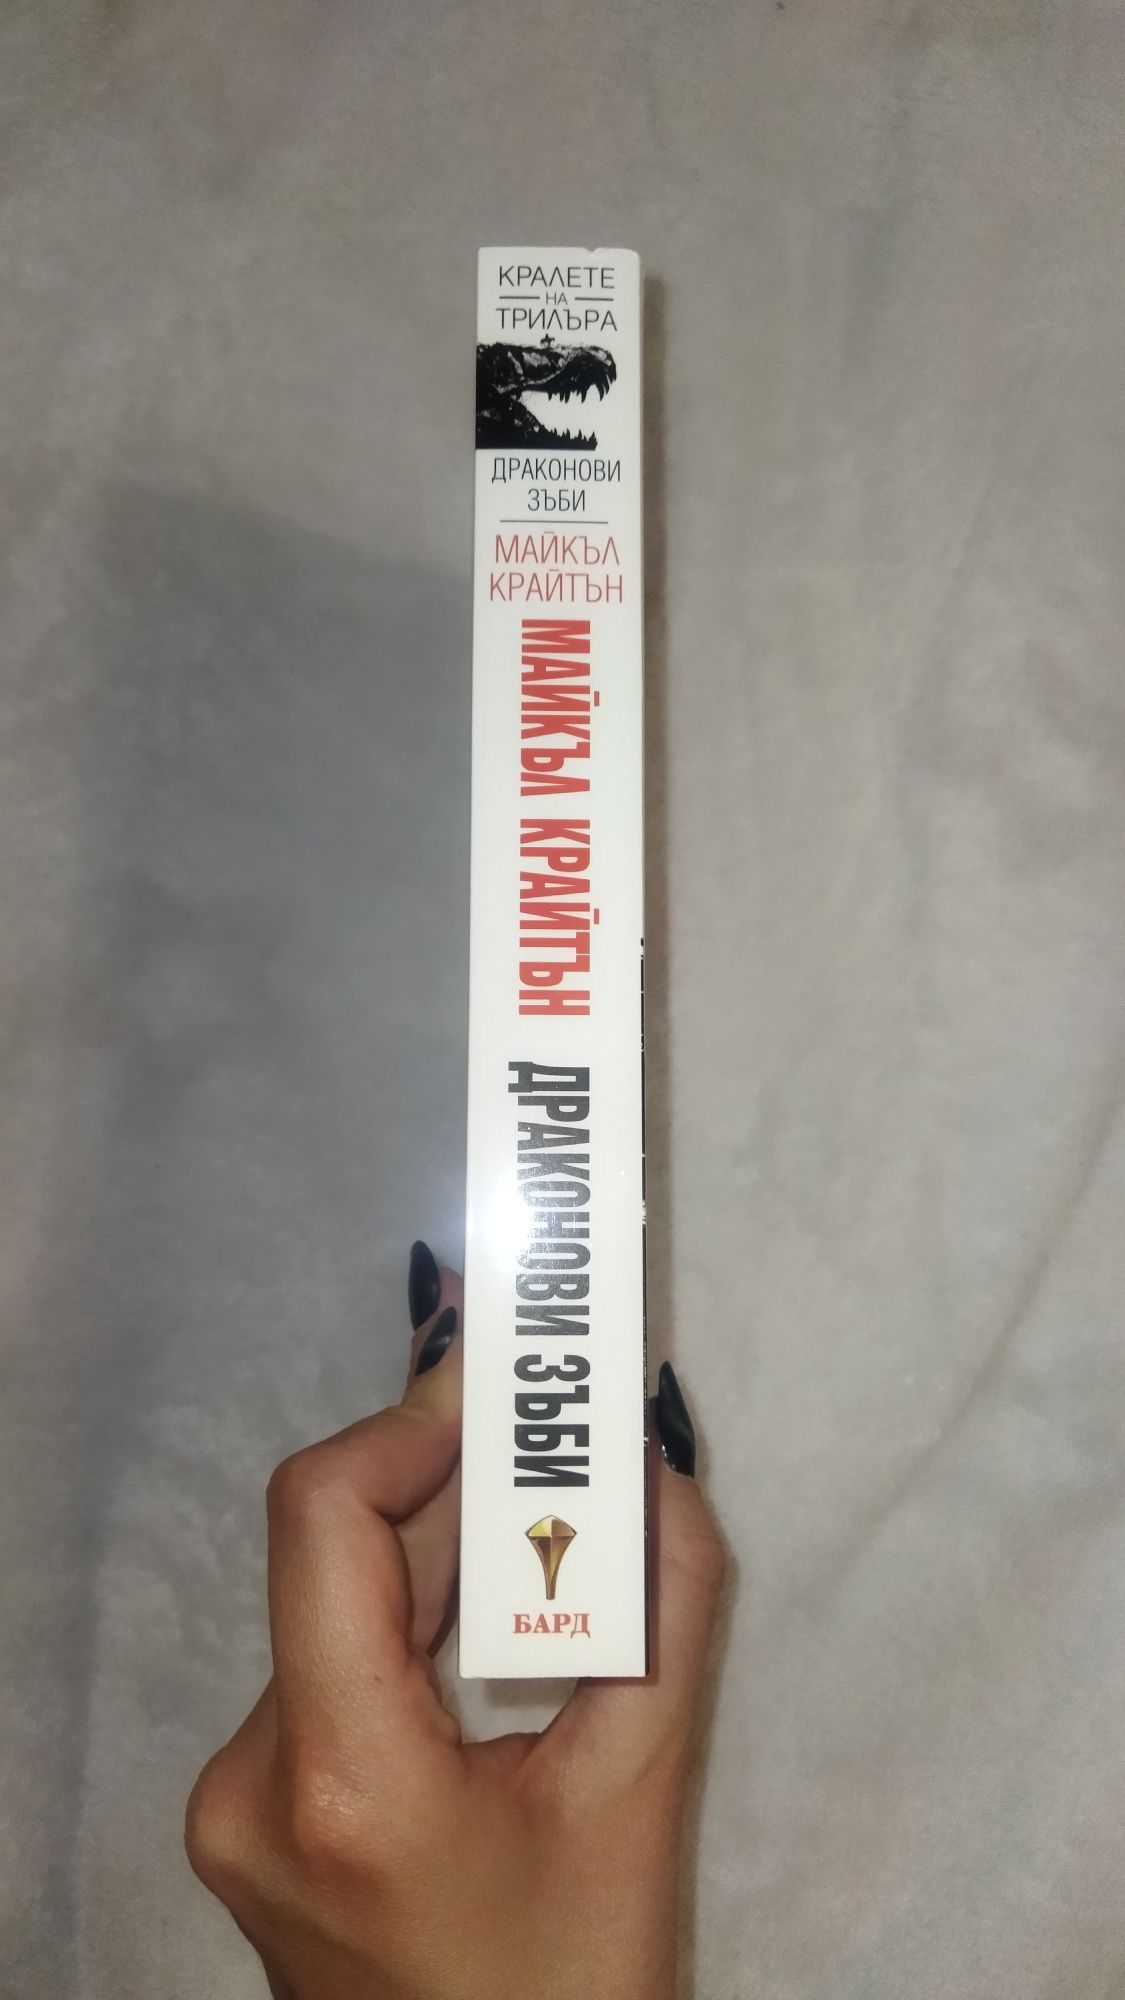 КРАЛЕТЕ
НА
ТРИЛЪРА
ДРАКОНОВИ
ЗЪБИ
МАЙКЪЛ
КРАЙТЪН
МАЙКЪЛ КРАЙТЪН ДРАКОНОВИ ЗЪБИ
БАРД